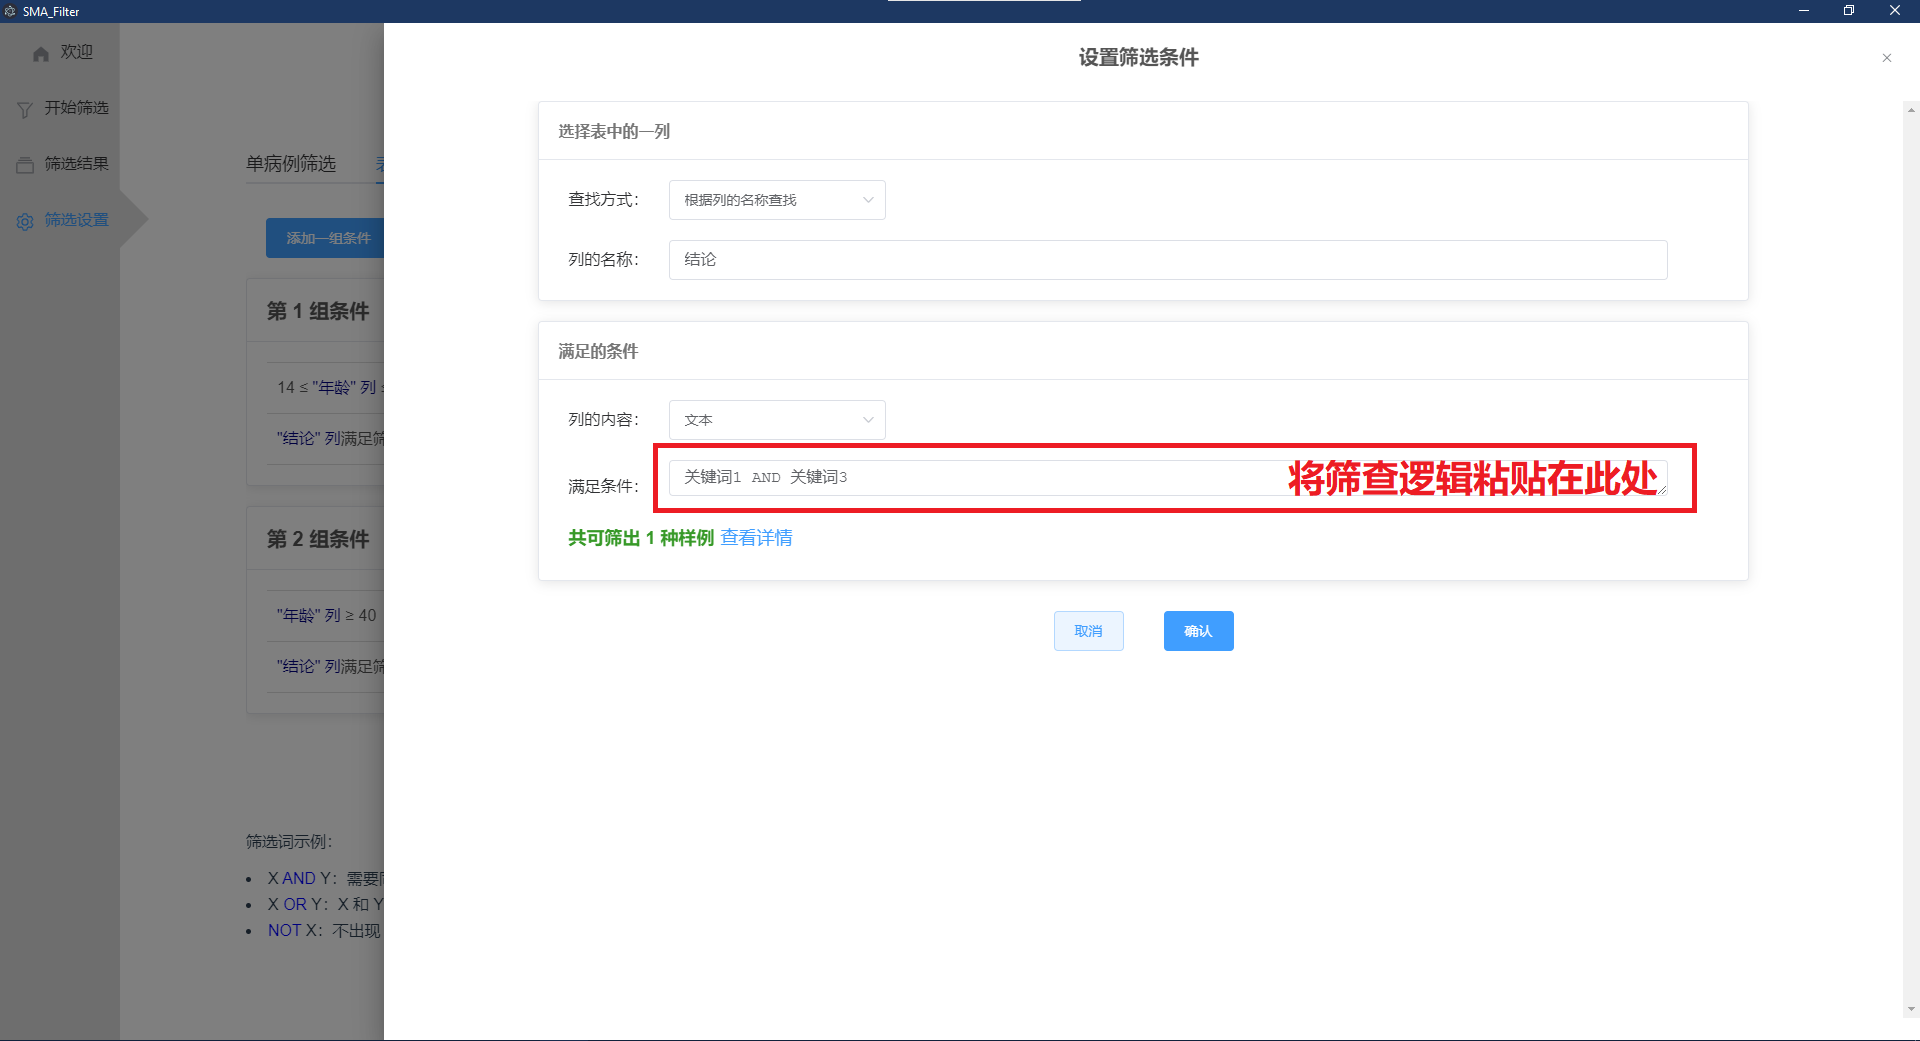 SMA_Filter
欢迎
开始筛选
筛选结果
筛选设置
单病例筛选
添加一组条件
第 1 组条件
14 ≤ "年龄" 列
"结论" 列满足筛
第 2 组条件
"年龄" 列 ≥ 40
"结论" 列满足筛
筛选词示例：
X AND Y：需要同
X OR Y：X 和 Y
NOT X：不出现
设置筛选条件
选择表中的一列
查找方式：
根据列的名称查找
列的名称：
结论
满足的条件
列的内容：
文本
满足条件：
关键词1 AND 关键词3
将筛查逻辑粘贴在此处
共可筛出 1 种样例 查看详情
取消
确认